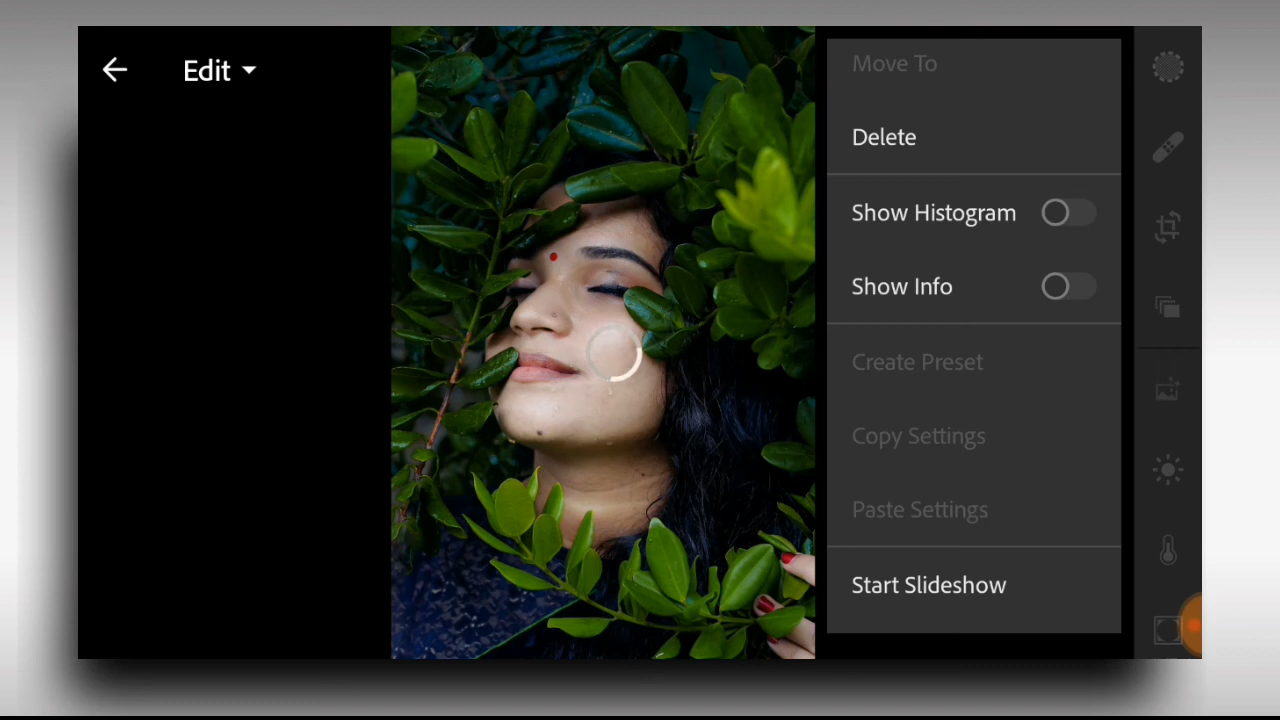 Edit
Move To
Delete
Show Histogram
Show Info
Create Preset
Copy Settings
Paste Settings
Start Slideshow